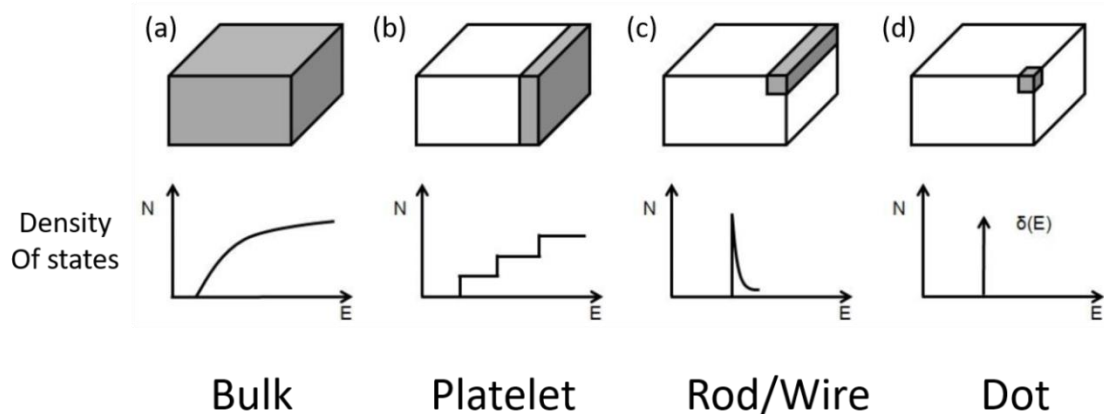 (a)
(b)
(c)
(d)
Density
Of states
N
E
N
E
N
E
N
δ(E)
E
Bulk
Platelet
Rod/Wire
Dot